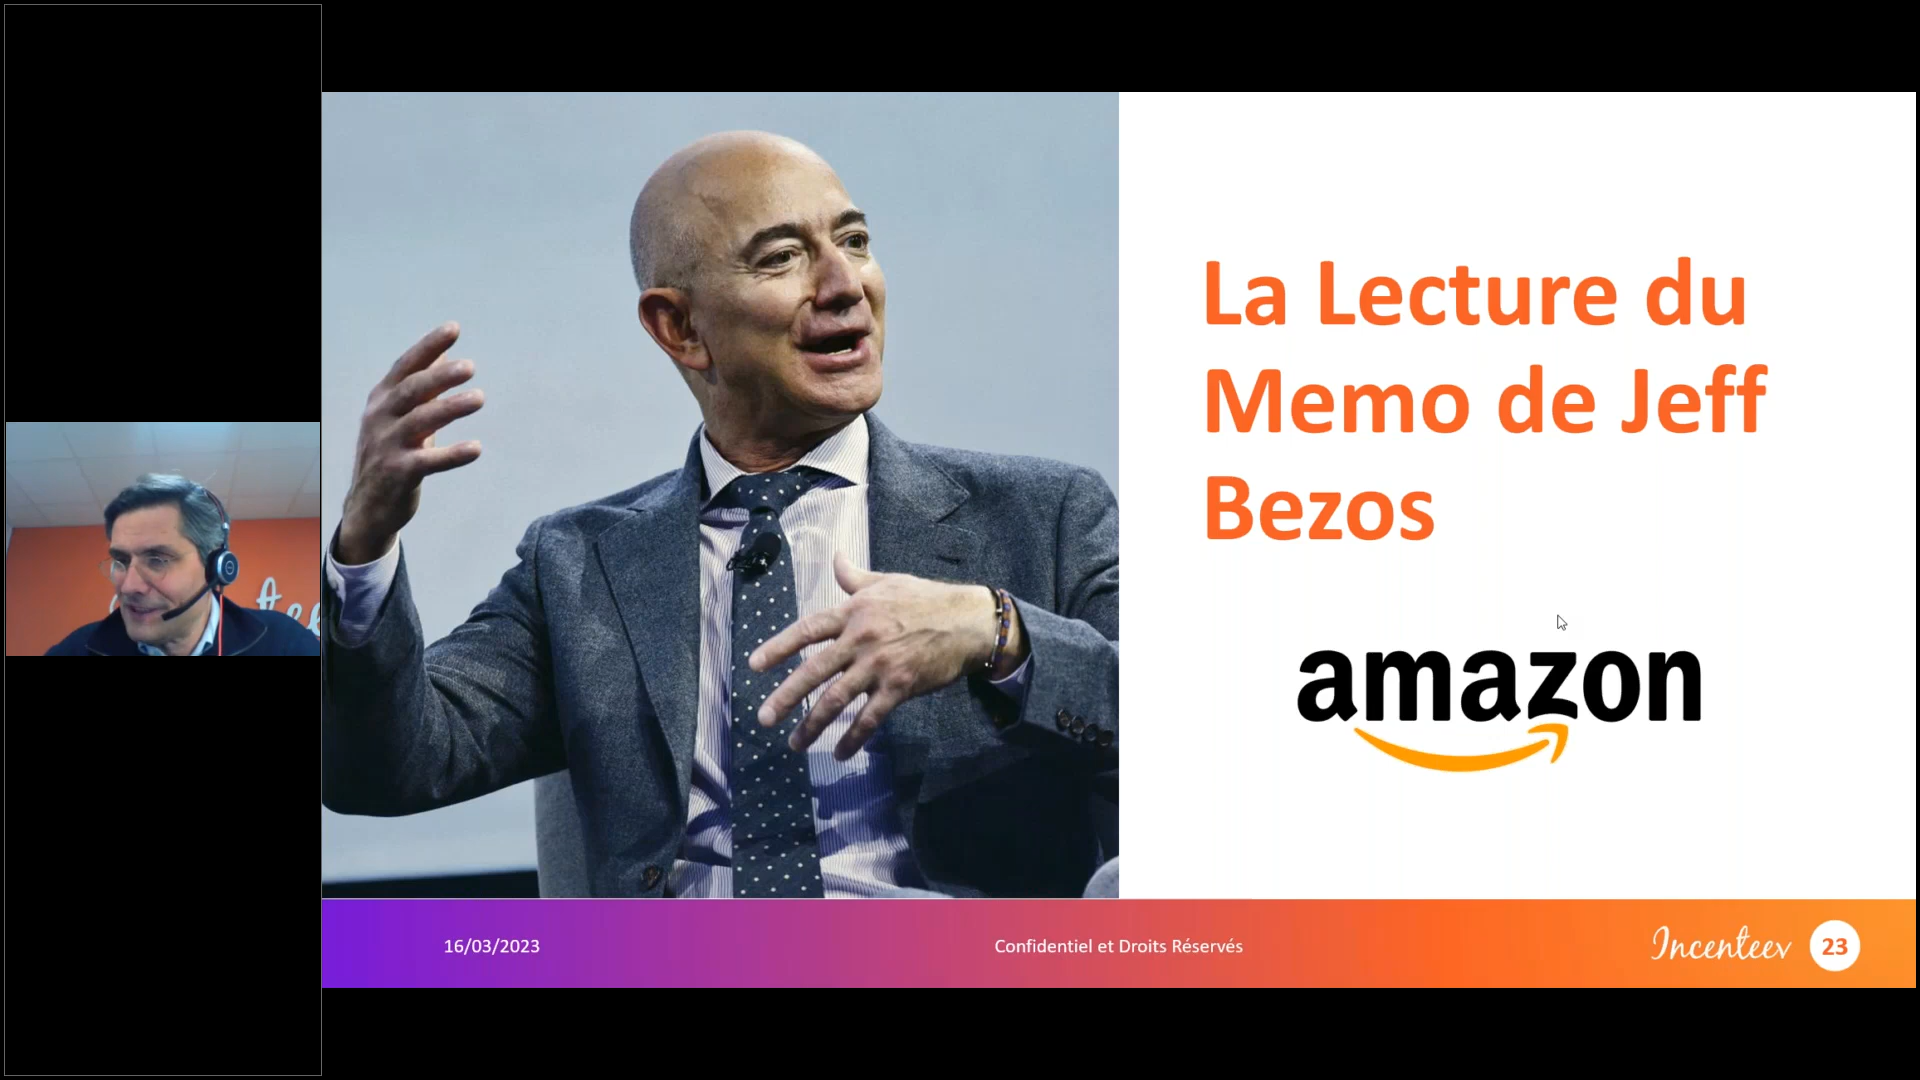 La Lecture du
Memo de Jeff
Bezos
amazon
16/03/2023
Confidentiel et Droits Réservés
Incenteev
23